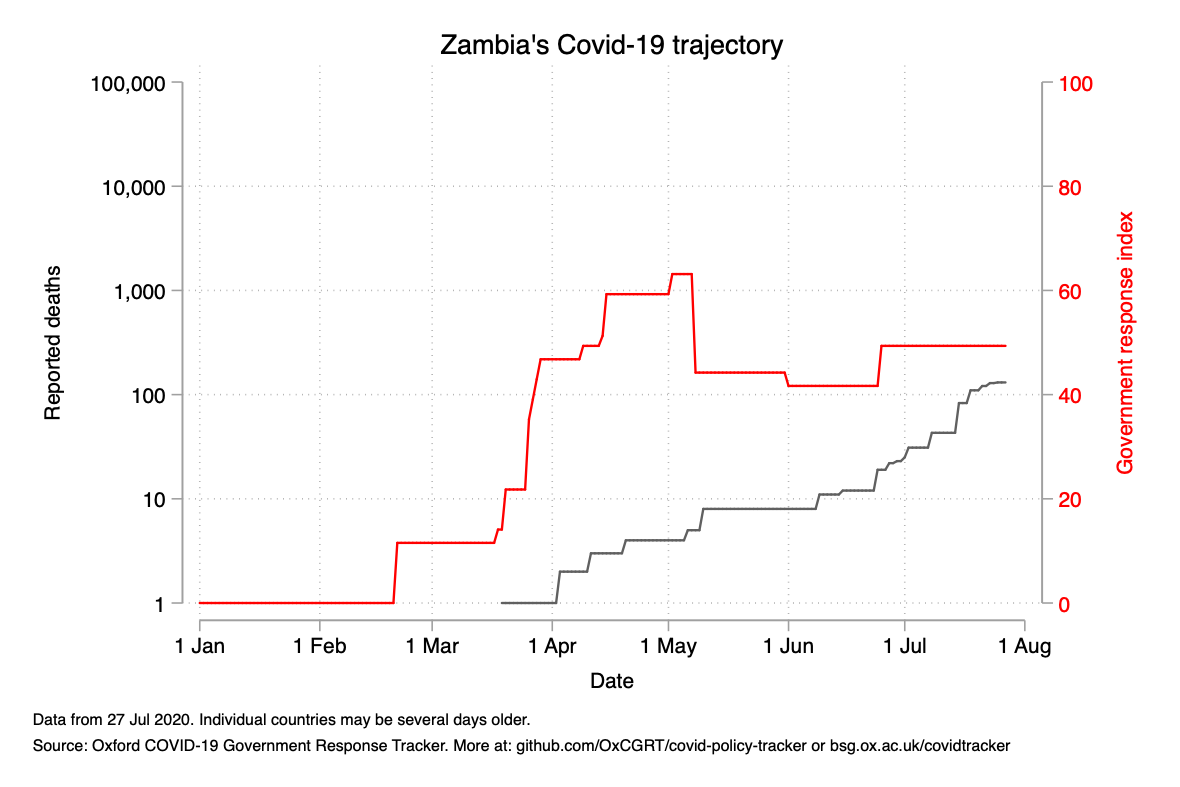 Zambia's Covid-19 trajectory
100,000
10,000
1,000
100
10
1
Reported deaths
100
80
60
40
20
0
Government response index
1 Jan
1 Feb
1 Mar
1 Apr
1 May
1 Jun
1 Jul
1 Aug
Date
Data from 27 Jul 2020. Individual countries may be several days older.
Source: Oxford COVID-19 Government Response Tracker. More at: github.com/OxCGRT/covid-policy-tracker or bsg.ox.ac.uk/covidtracker